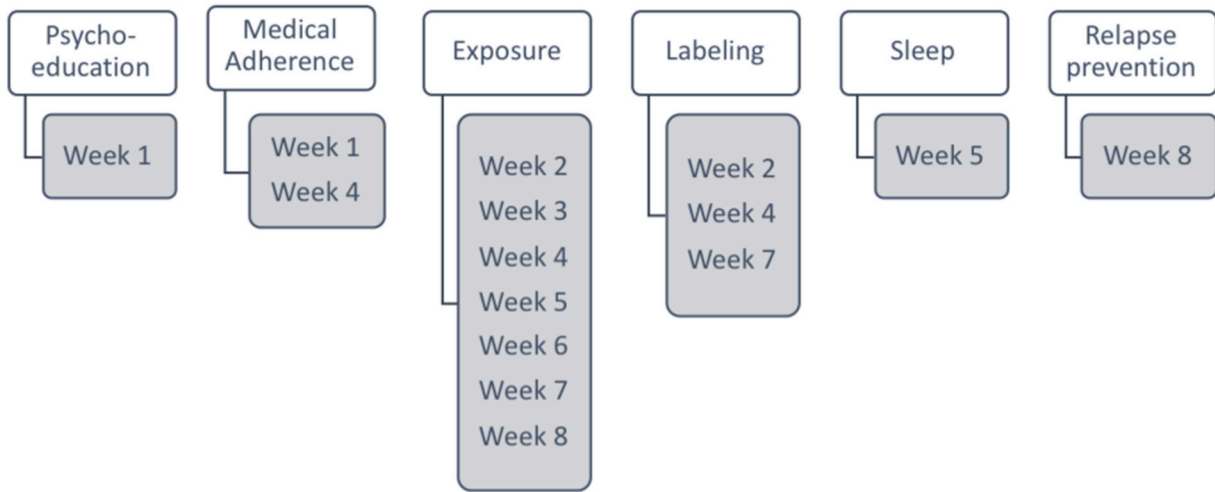 Psycho-
education
Week 1
Medical
Adherence
Week 1
Week 4
Exposure
Week 2
Week 3
Week 4
Week 5
Week 6
Week 7
Week 8
Labeling
Week 2
Week 4
Week 7
Sleep
Week 5
Relapse
prevention
Week 8